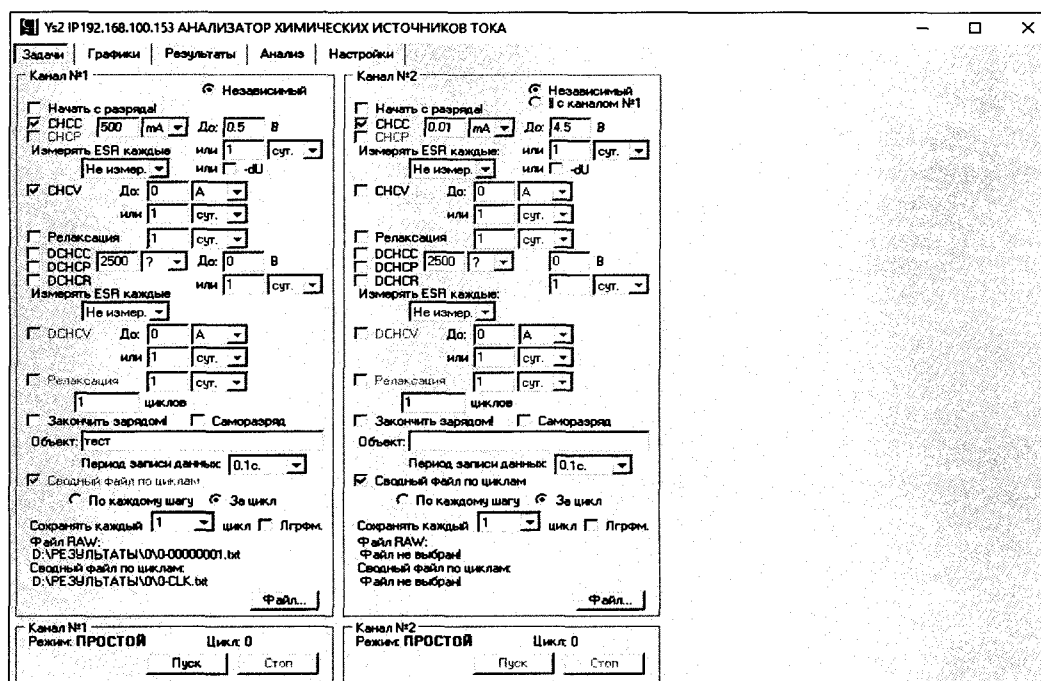 Ys2 IP192.168.100.153 АНАЛИЗАТОР ХИМИЧЕСКИХ ИСТОЧНИКОВ ТОКА
Задачи Графики Результаты Анализ Настройки
Канал №1
Независимый
Начать с разряда!
CHCC 500 mA До: 0.5 В
CHCP
Измерять ESR каждые или 1 сут.
Не измер. или -dU
CHCV До: 0 А
или 1 сут.
Релаксация 1 сут.
DCHCC
DCHCP 2500 ? До: 0 В
DCHCR или 1 сут.
Измерять ESR каждые:
Не измер.
DCHCV До: 0 А
или 1 сут.
Релаксация 1 сут.
1 циклов
Закончить зарядом! Саморазряд
Объект: тест
Период записи данных: 0.1с.
Сводный файл по циклам
По каждому шагу За цикл
Сохранять каждый 1 цикл Лгрфм.
Файл RAW:
D:\РЕЗУЛЬТАТЫ\0\0-00000001.txt
Сводный файл по циклам:
D:\РЕЗУЛЬТАТЫ\0\0-CLK.txt
Файл...
Канал №1
Режим: ПРОСТОЙ Цикл: 0
Пуск Стоп
Канал №2
Независимый
|| с каналом №1
Начать с разряда!
CHCC 0.01 mA До: 4.5 В
CHCP
Измерять ESR каждые: или 1 сут.
Не измер. или -dU
CHCV До: 0 А
или 1 сут.
Релаксация 1 сут.
DCHCC
DCHCP 2500 ? 0 В
DCHCR 1 сут.
Измерять ESR каждые:
Не измер.
DCHCV До: 0 А
или 1 сут.
Релаксация 1 сут.
1 циклов
Закончить зарядом! Саморазряд
Объект:
Период записи данных: 0.1с.
Сводный файл по циклам
По каждому шагу За цикл
Сохранять каждый 1 цикл Лгрфм.
Файл RAW:
Файл не выбран!
Сводный файл по циклам:
Файл не выбран!
Файл...
Канал №2
Режим: ПРОСТОЙ Цикл: 0
Пуск Стоп